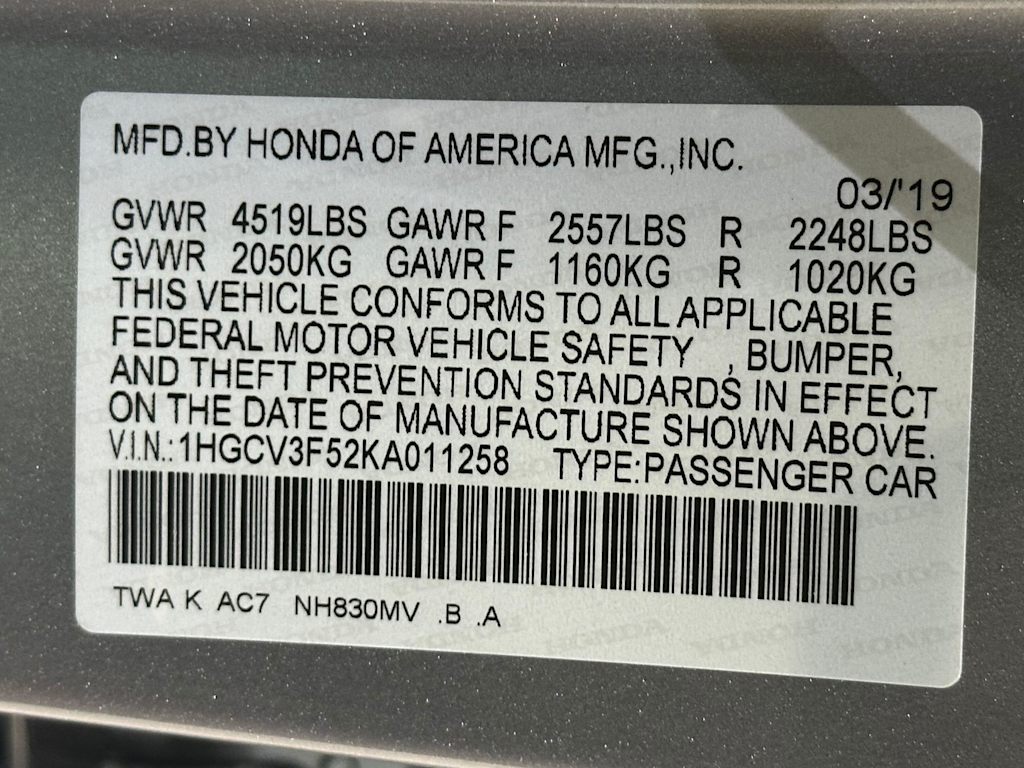 MFD.BY HONDA OF AMERICA MFG.,INC.
03/'19
GVWR 4519LBS GAWR F 2557LBS R 2248LBS
GVWR 2050KG GAWR F 1160KG R 1020KG
THIS VEHICLE CONFORMS TO ALL APPLICABLE
FEDERAL MOTOR VEHICLE SAFETY , BUMPER,
AND THEFT PREVENTION STANDARDS IN EFFECT
ON THE DATE OF MANUFACTURE SHOWN ABOVE.
V.I.N.:1HGCV3F52KA011258 TYPE:PASSENGER CAR
TWA K AC7 NH830MV .B .A